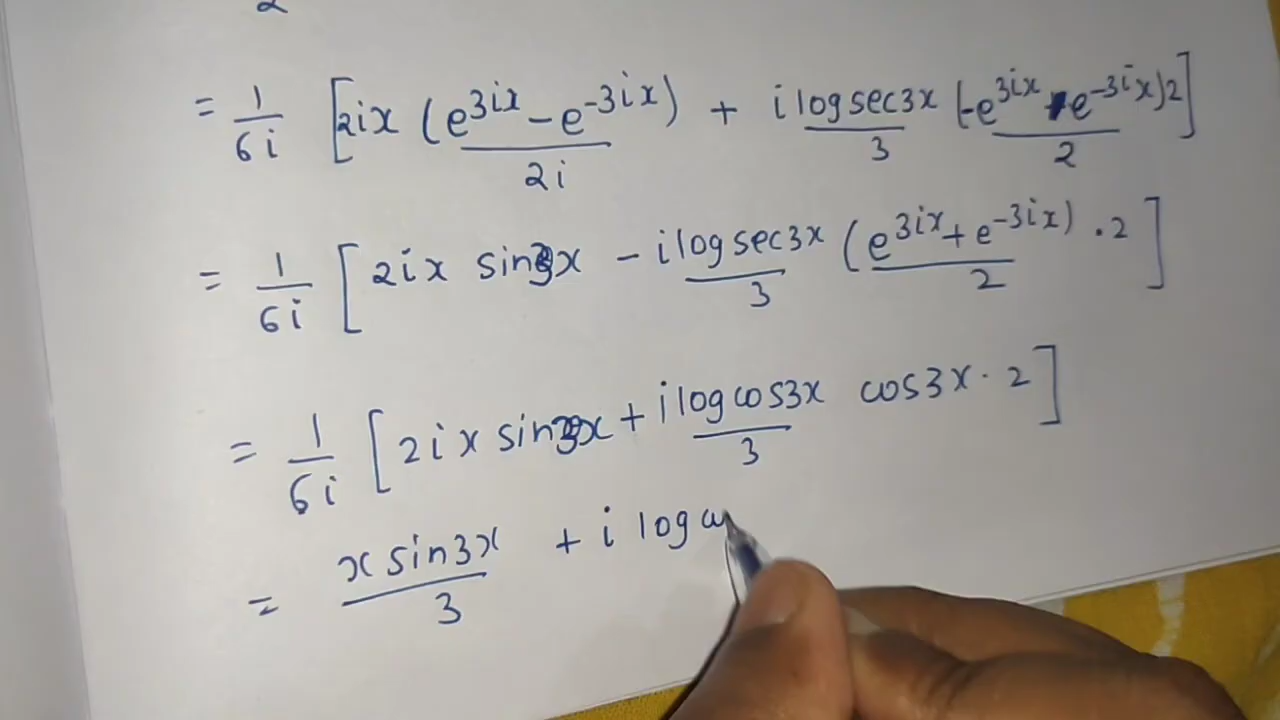 2
= 1/6i [2ix (e^3ix - e^-3ix)/2i + i log sec3x/3 (-e^3ix - e^-3ix)/2 2]
= 1/6i [2ix sin3x - i log sec3x/3 (e^3ix + e^-3ix)/2 . 2]
= 1/6i [2ix sin3x + i log cos3x/3 cos3x . 2]
= x sin3x/3 + i log